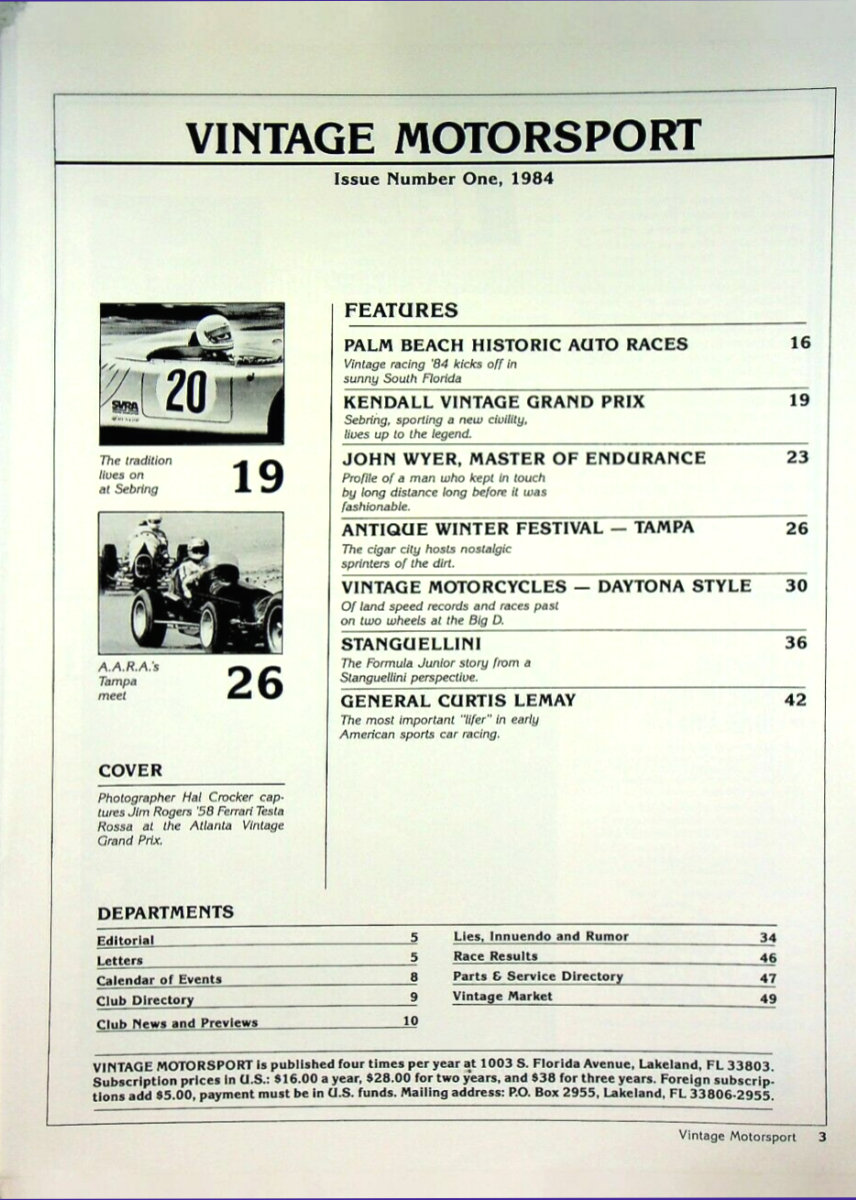 VINTAGE MOTORSPORT
Issue Number One, 1984
20
SVRA
The tradition
lives on
at Sebring
19
A.A.R.A.'s
Tampa
meet
26
COVER
Photographer Hal Crocker cap-
tures Jim Rogers '58 Ferrari Testa
Rossa at the Atlanta Vintage
Grand Prix.
FEATURES
PALM BEACH HISTORIC AUTO RACES 16
Vintage racing '84 kicks off in
sunny South Florida
KENDALL VINTAGE GRAND PRIX 19
Sebring, sporting a new civility,
lives up to the legend.
JOHN WYER, MASTER OF ENDURANCE 23
Profile of a man who kept in touch
by long distance long before it was
fashionable.
ANTIQUE WINTER FESTIVAL — TAMPA 26
The cigar city hosts nostalgic
sprinters of the dirt.
VINTAGE MOTORCYCLES — DAYTONA STYLE 30
Of land speed records and races past
on two wheels at the Big D.
STANGUELLINI 36
The Formula Junior story from a
Stanguellini perspective.
GENERAL CURTIS LEMAY 42
The most important "lifer" in early
American sports car racing.
DEPARTMENTS
Editorial 5
Letters 5
Calendar of Events 8
Club Directory 9
Club News and Previews 10
Lies, Innuendo and Rumor 34
Race Results 46
Parts & Service Directory 47
Vintage Market 49
VINTAGE MOTORSPORT is published four times per year at 1003 S. Florida Avenue, Lakeland, FL 33803.
Subscription prices in U.S.: $16.00 a year, $28.00 for two years, and $38 for three years. Foreign subscrip-
tions add $5.00, payment must be in U.S. funds. Mailing address: P.O. Box 2955, Lakeland, FL 33806-2955.
Vintage Motorsport 3